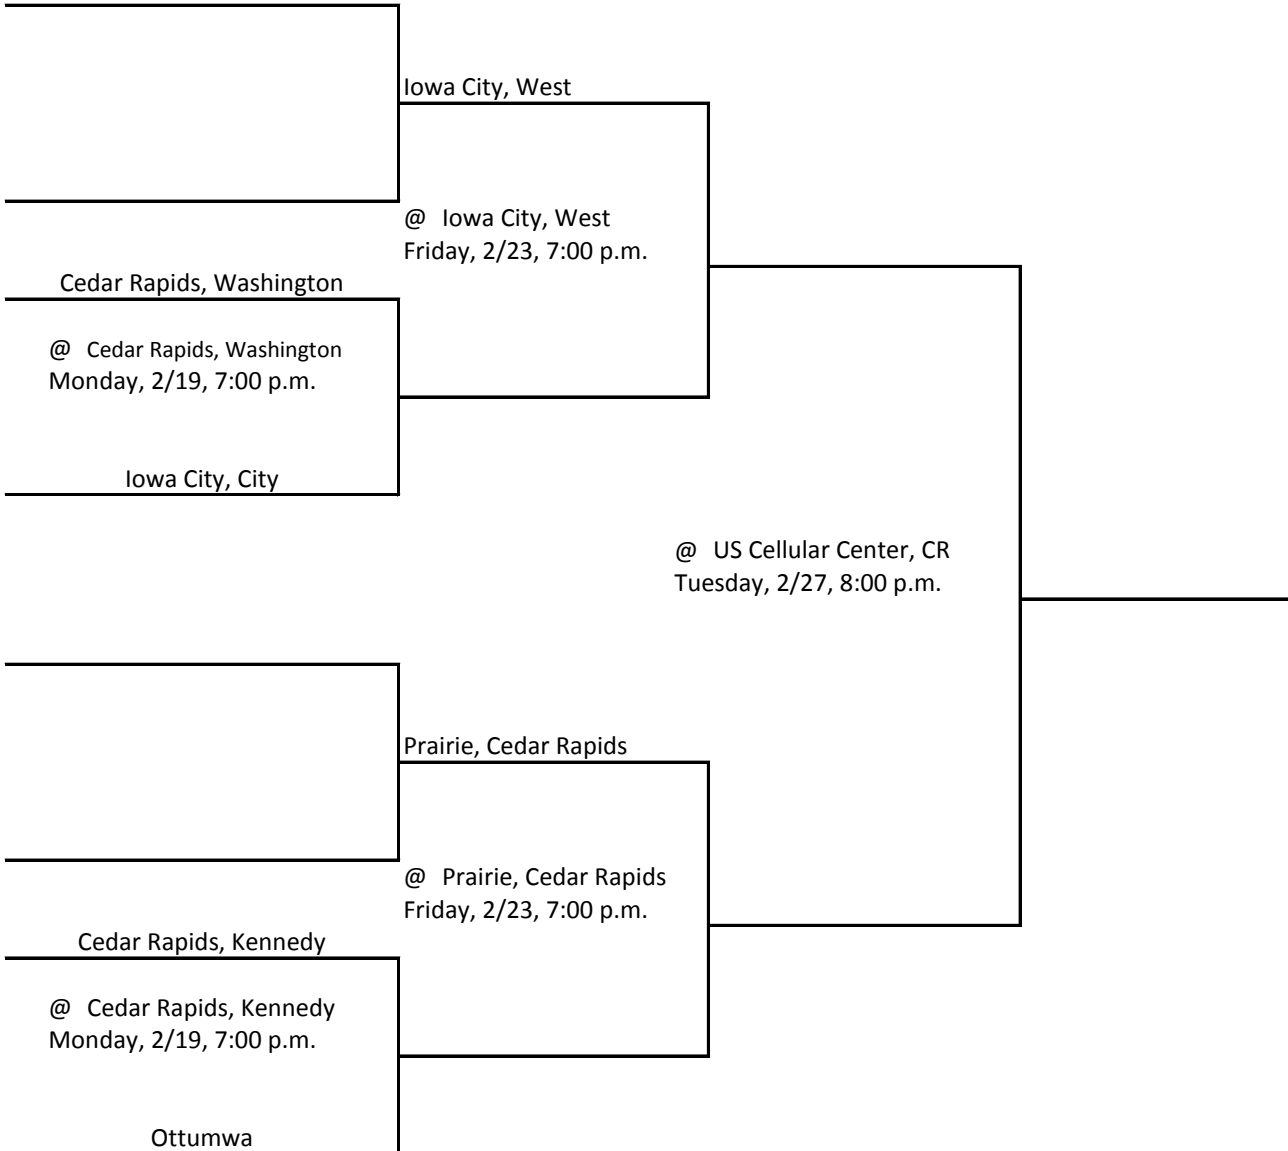 Iowa City, West
@ Iowa City, West
Friday, 2/23, 7:00 p.m.
Cedar Rapids, Washington
@ Cedar Rapids, Washington
Monday, 2/19, 7:00 p.m.
Iowa City, City
@ US Cellular Center, CR
Tuesday, 2/27, 8:00 p.m.
Prairie, Cedar Rapids
@ Prairie, Cedar Rapids
Friday, 2/23, 7:00 p.m.
Cedar Rapids, Kennedy
@ Cedar Rapids, Kennedy
Monday, 2/19, 7:00 p.m.
Ottumwa